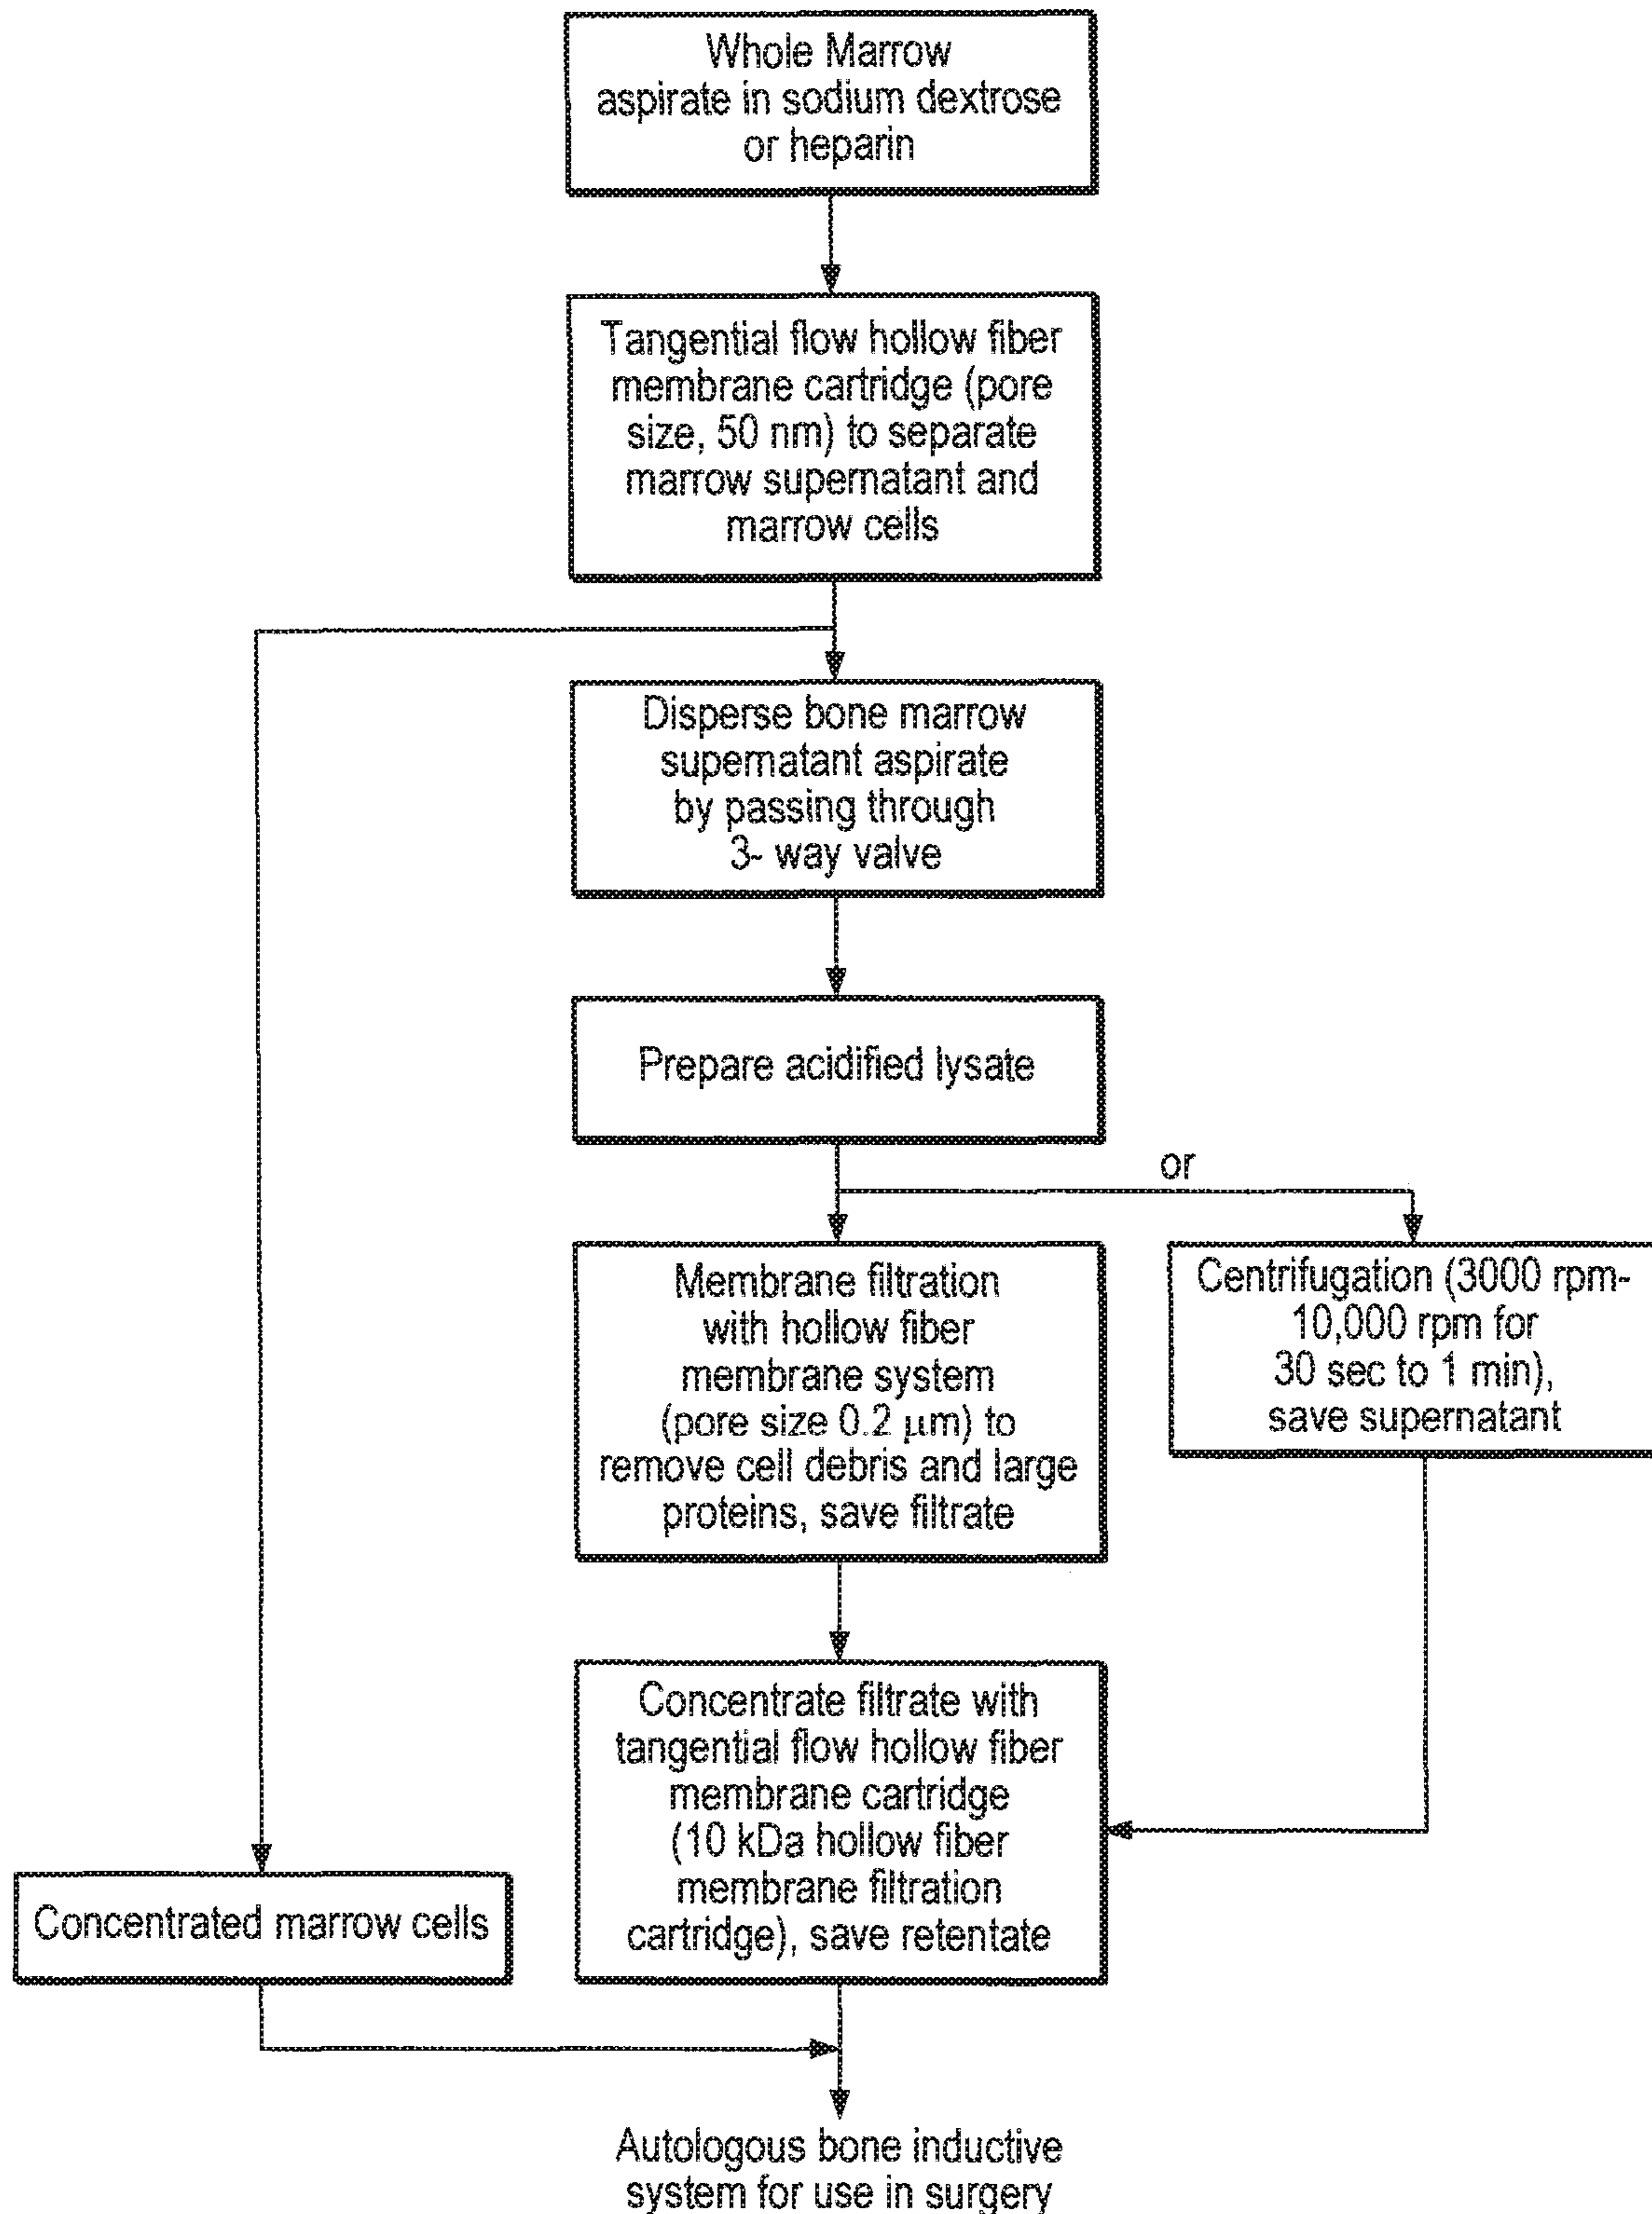 Whole Marrow
aspirate in sodium dextrose
or heparin
Tangential flow hollow fiber
membrane cartridge (pore
size, 50 nm) to separate
marrow supernatant and
marrow cells
Disperse bone marrow
supernatant aspirate
by passing through
3- way valve
Prepare acidified lysate
or
Membrane filtration
with hollow fiber
membrane system
(pore size 0.2 μm) to
remove cell debris and large
proteins, save filtrate
Centrifugation (3000 rpm-
10,000 rpm for
30 sec to 1 min),
save supernatant
Concentrate filtrate with
tangential flow hollow fiber
membrane cartridge
(10 kDa hollow fiber
membrane filtration
cartridge), save retentate
Concentrated marrow cells
Autologous bone inductive
system for use in surgery